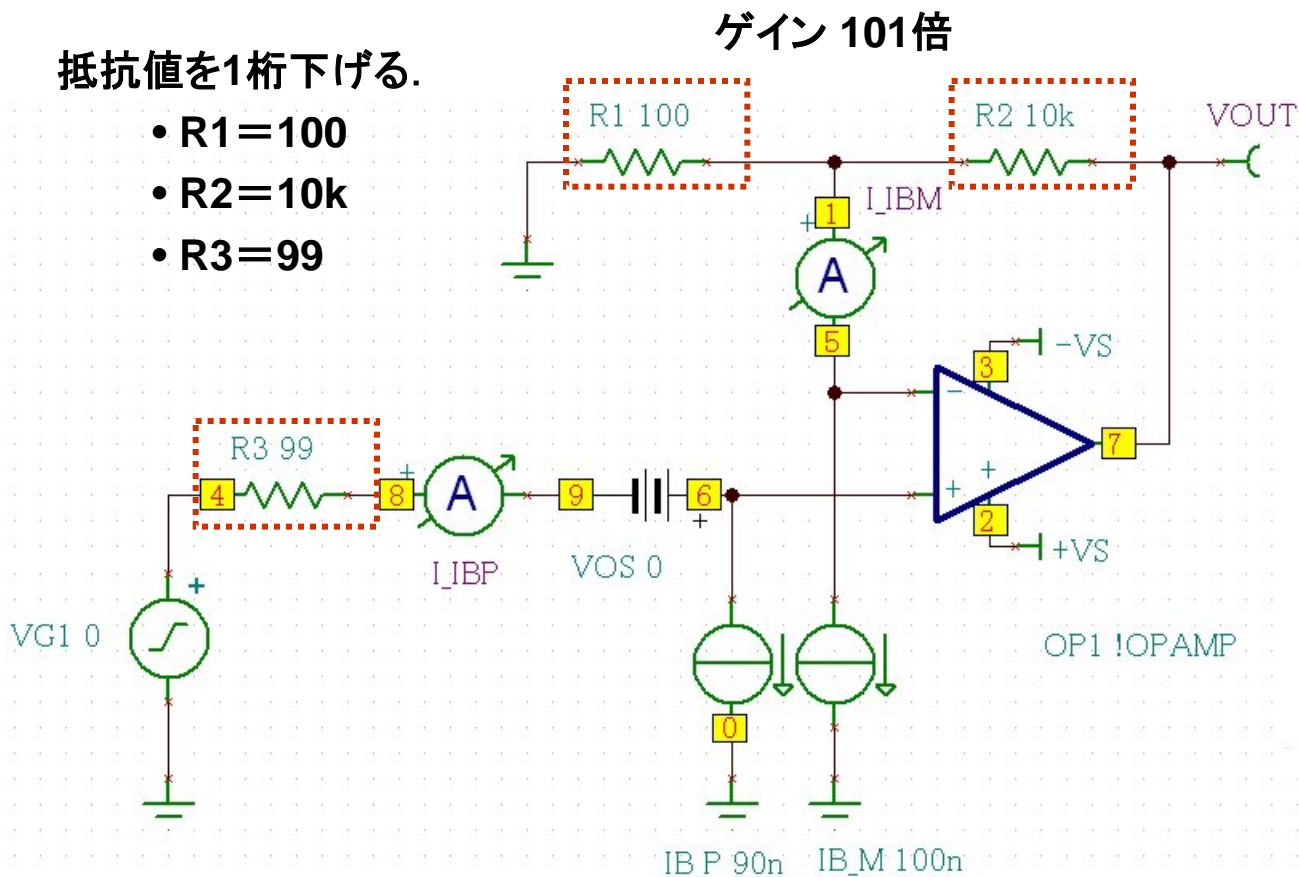 ゲイン 101倍
抵抗値を1桁下げる.
• R1＝100
• R2＝10k
• R3＝99
R1 100
R2 10k
VOUT
I_IBM
+
1
A
5
-VS
3
−
7
+
+
2
+VS
R3 99
4
+
8
A
9
6
+
I_IBP
VOS 0
+
VG1 0
OP1 !OPAMP
0
IB P 90n
IB_M 100n